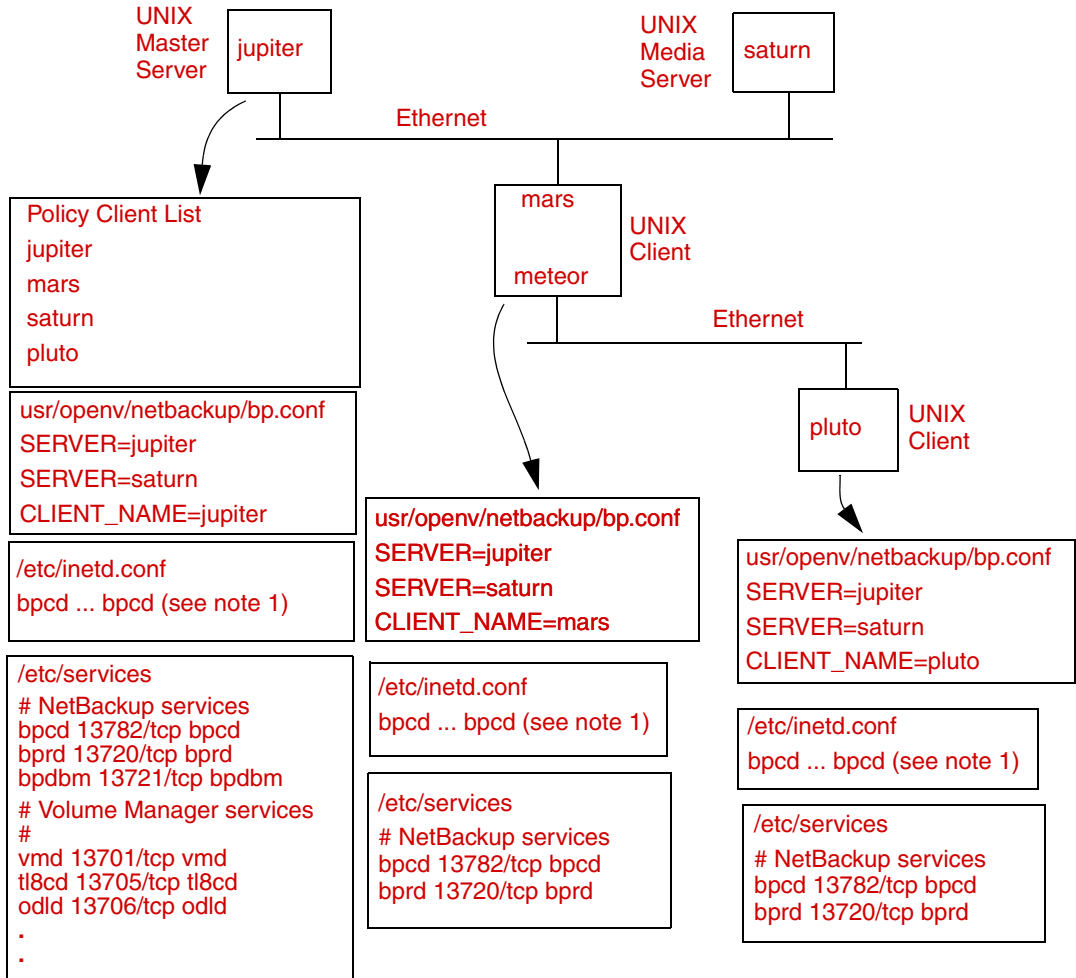 UNIX
Master
Server
jupiter
UNIX
Media
Server
saturn
Ethernet
mars
meteor
UNIX
Client
Ethernet
pluto
UNIX
Client
Policy Client List
jupiter
mars
saturn
pluto
usr/openv/netbackup/bp.conf
SERVER=jupiter
SERVER=saturn
CLIENT_NAME=jupiter
/etc/inetd.conf
bpcd ... bpcd (see note 1)
/etc/services
# NetBackup services
bpcd 13782/tcp bpcd
bprd 13720/tcp bprd
bpdbm 13721/tcp bpdbm
# Volume Manager services
#
vmd 13701/tcp vmd
tl8cd 13705/tcp tl8cd
odld 13706/tcp odld
.
.
usr/openv/netbackup/bp.conf
SERVER=jupiter
SERVER=saturn
CLIENT_NAME=mars
/etc/inetd.conf
bpcd ... bpcd (see note 1)
/etc/services
# NetBackup services
bpcd 13782/tcp bpcd
bprd 13720/tcp bprd
usr/openv/netbackup/bp.conf
SERVER=jupiter
SERVER=saturn
CLIENT_NAME=pluto
/etc/inetd.conf
bpcd ... bpcd (see note 1)
/etc/services
# NetBackup services
bpcd 13782/tcp bpcd
bprd 13720/tcp bprd